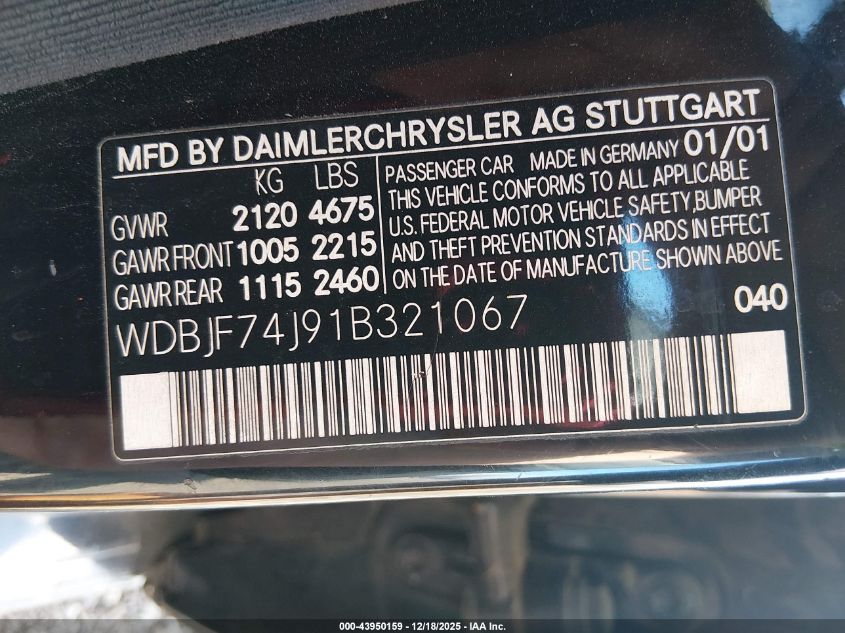 MFD BY DAIMLERCHRYSLER AG STUTTGART
KG LBS
GVWR 2120 4675
GAWR FRONT 1005 2215
GAWR REAR 1115 2460
PASSENGER CAR MADE IN GERMANY 01/01
THIS VEHICLE CONFORMS TO ALL APPLICABLE
U.S. FEDERAL MOTOR VEHICLE SAFETY,BUMPER
AND THEFT PREVENTION STANDARDS IN EFFECT
ON THE DATE OF MANUFACTURE SHOWN ABOVE
WDBJF74J91B321067
040
000-43950159 - 12/18/2025 - IAA Inc.